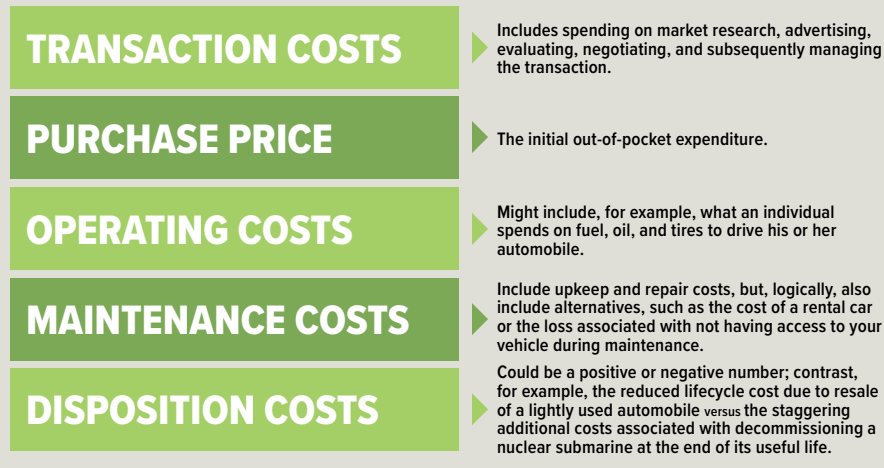 TRANSACTION COSTS
Includes spending on market research, advertising,
evaluating, negotiating, and subsequently managing
the transaction.
PURCHASE PRICE
The initial out-of-pocket expenditure.
OPERATING COSTS
Might include, for example, what an individual
spends on fuel, oil, and tires to drive his or her
automobile.
MAINTENANCE COSTS
Include upkeep and repair costs, but, logically, also
include alternatives, such as the cost of a rental car
or the loss associated with not having access to your
vehicle during maintenance.
DISPOSITION COSTS
Could be a positive or negative number; contrast,
for example, the reduced lifecycle cost due to resale
of a lightly used automobile versus the staggering
additional costs associated with decommissioning a
nuclear submarine at the end of its useful life.